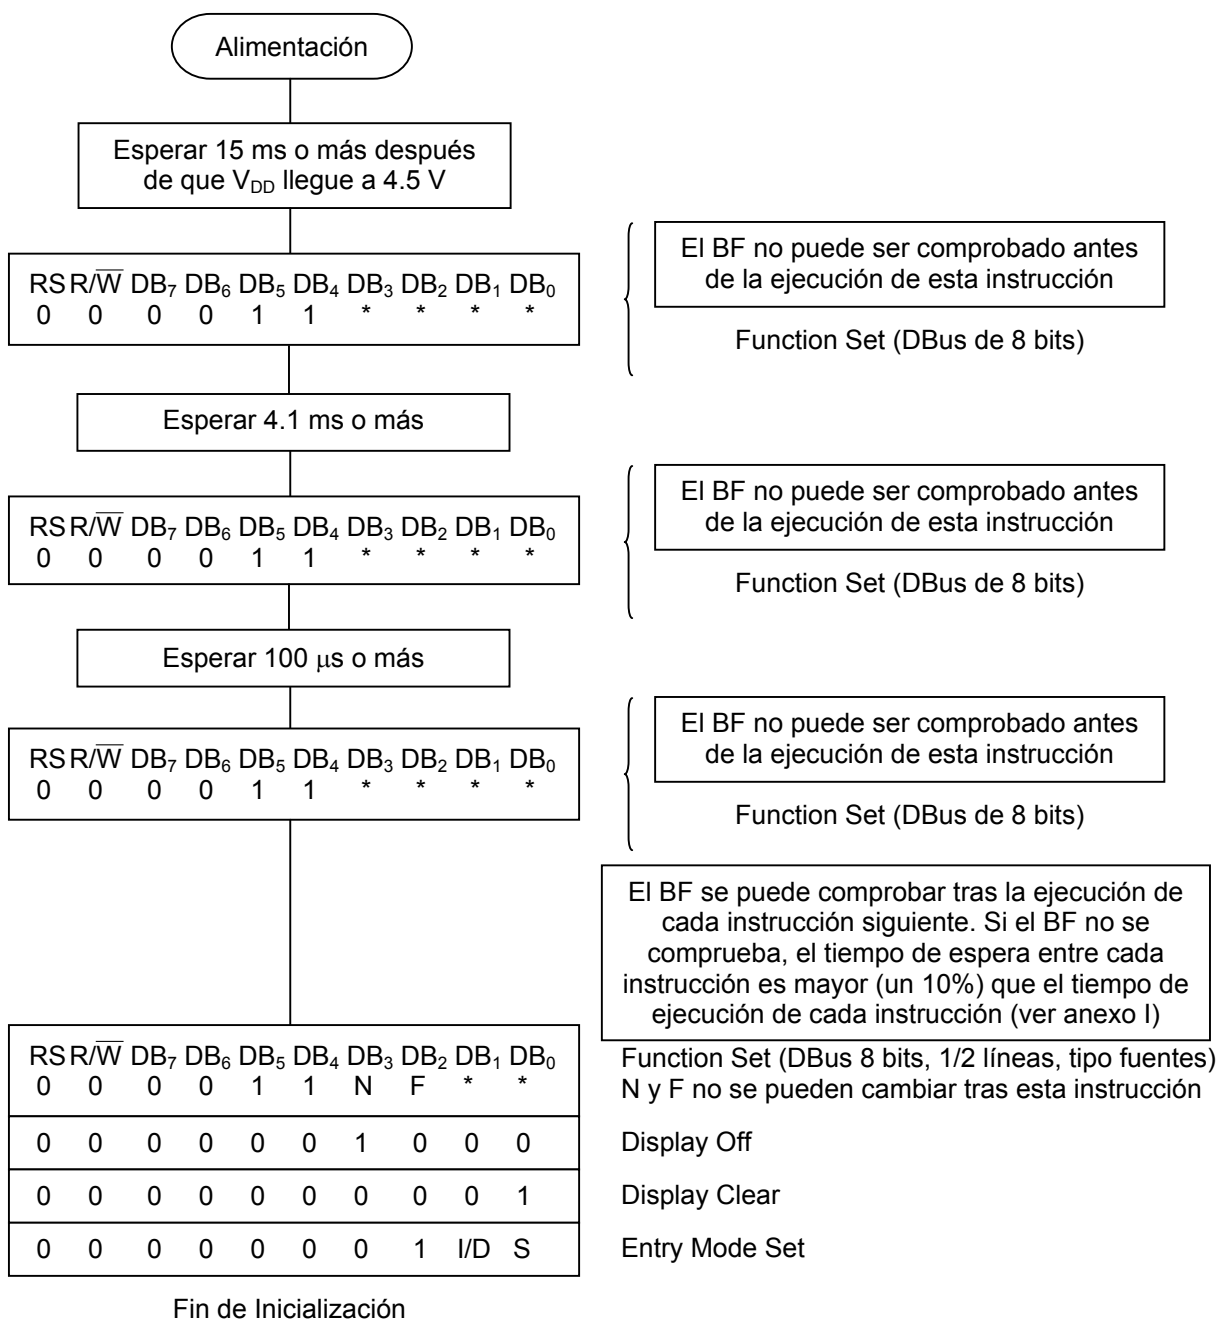 Alimentación
Esperar 15 ms o más después
de que V_DD llegue a 4.5 V
RS R/W̅ DB₇ DB₆ DB₅ DB₄ DB₃ DB₂ DB₁ DB₀
0 0 0 0 1 1 * * * *
El BF no puede ser comprobado antes
de la ejecución de esta instrucción
Function Set (DBus de 8 bits)
Esperar 4.1 ms o más
RS R/W̅ DB₇ DB₆ DB₅ DB₄ DB₃ DB₂ DB₁ DB₀
0 0 0 0 1 1 * * * *
El BF no puede ser comprobado antes
de la ejecución de esta instrucción
Function Set (DBus de 8 bits)
Esperar 100 μs o más
RS R/W̅ DB₇ DB₆ DB₅ DB₄ DB₃ DB₂ DB₁ DB₀
0 0 0 0 1 1 * * * *
El BF no puede ser comprobado antes
de la ejecución de esta instrucción
Function Set (DBus de 8 bits)
El BF se puede comprobar tras la ejecución de
cada instrucción siguiente. Si el BF no se
comprueba, el tiempo de espera entre cada
instrucción es mayor (un 10%) que el tiempo de
ejecución de cada instrucción (ver anexo I)
RS R/W̅ DB₇ DB₆ DB₅ DB₄ DB₃ DB₂ DB₁ DB₀
0 0 0 0 1 1 N F * *
Function Set (DBus 8 bits, 1/2 líneas, tipo fuentes)
N y F no se pueden cambiar tras esta instrucción
0 0 0 0 0 0 1 0 0 0
Display Off
0 0 0 0 0 0 0 0 0 1
Display Clear
0 0 0 0 0 0 0 1 I/D S
Entry Mode Set
Fin de Inicialización